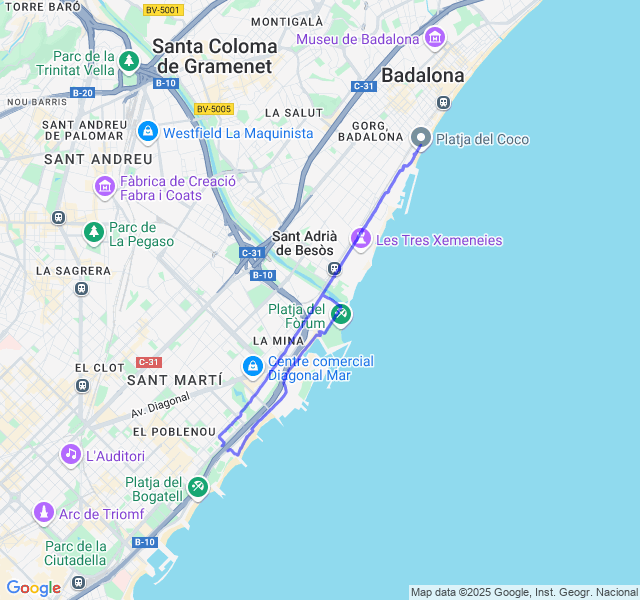 TORRE BARÓ
BV-5001
MONTIGALÀ
Museu de Badalona
Parc de la
Trinitat Vella
Santa Coloma
de Gramenet
Badalona
B-10
C-31
B-20
NOU BARRIS
BV-5005
LA SALUT
SANT ANDREU
DE PALOMAR
Westfield La Maquinista
GORG,
BADALONA
Platja del Coco
SANT ANDREU
Fàbrica de Creació
Fabra i Coats
Parc de
La Pegaso
Sant Adrià
de Besòs
Les Tres Xemeneies
C-31
B-10
LA SAGRERA
Platja del
Fòrum
LA MINA
C-31
EL CLOT
Centre comercial
Diagonal Mar
SANT MARTÍ
Av. Diagonal
EL POBLENOU
L'Auditori
Platja del
Bogatell
Arc de Triomf
B-10
Parc de la
Ciutadella
Google
Map data ©2025 Google, Inst. Geogr. Nacional